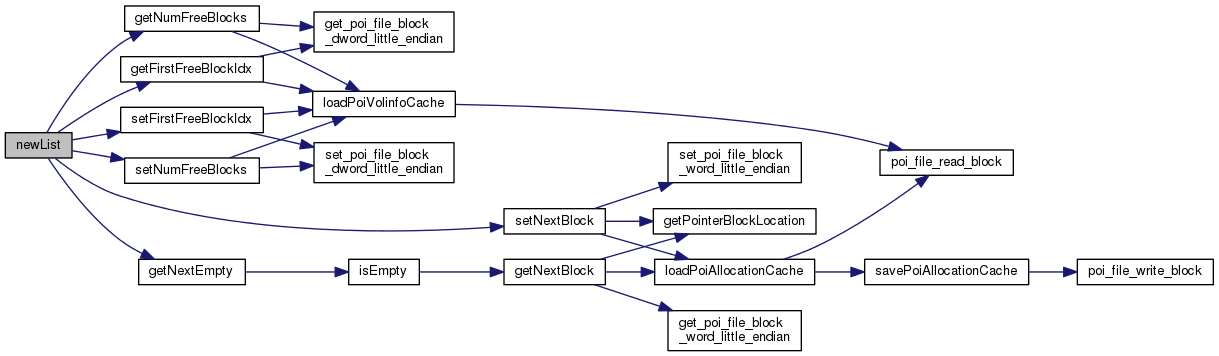 newList
getNumFreeBlocks
getFirstFreeBlockIdx
setFirstFreeBlockIdx
setNumFreeBlocks
getNextEmpty
get_poi_file_block
_dword_little_endian
loadPoiVolinfoCache
set_poi_file_block
_dword_little_endian
isEmpty
setNextBlock
getNextBlock
set_poi_file_block
_word_little_endian
getPointerBlockLocation
loadPoiAllocationCache
get_poi_file_block
_word_little_endian
poi_file_read_block
savePoiAllocationCache
poi_file_write_block